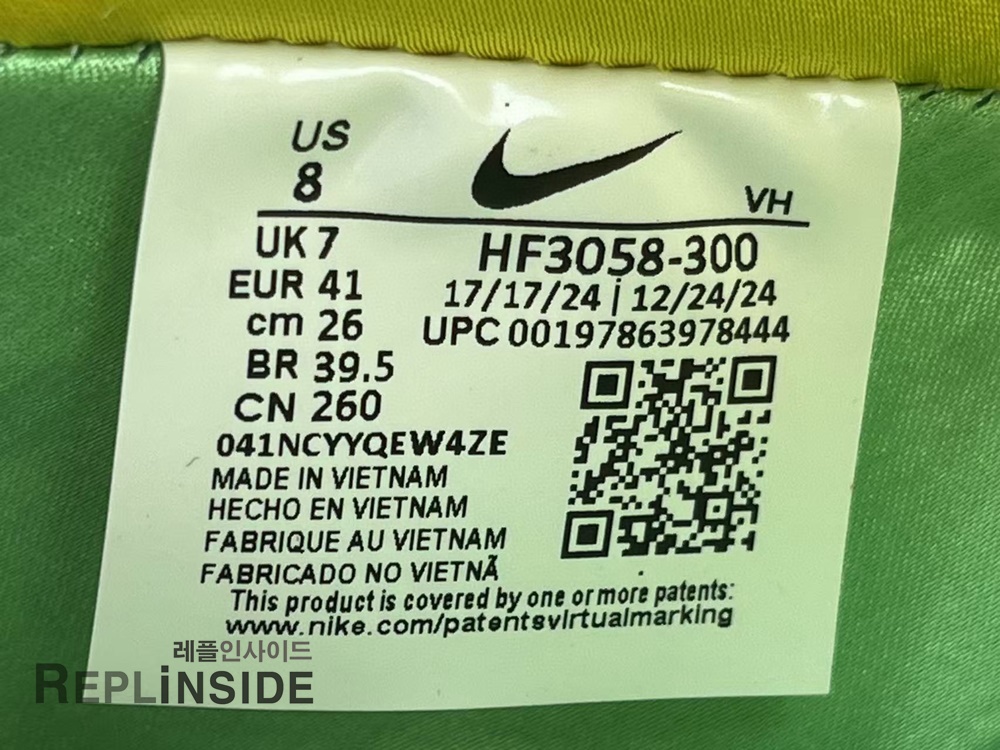 US
8
VH
UK 7
HF3058-300
EUR 41
17/17/24 | 12/24/24
cm 26
UPC 00197863978444
BR 39.5
CN 260
041NCYYQEW4ZE
MADE IN VIETNAM
HECHO EN VIETNAM
FABRIQUE AU VIETNAM
FABRICADO NO VIETNÃ
This product is covered by one or more patents:
www.nike.com/patentsvirtualmarking
레플인사이드
REPLiNSIDE